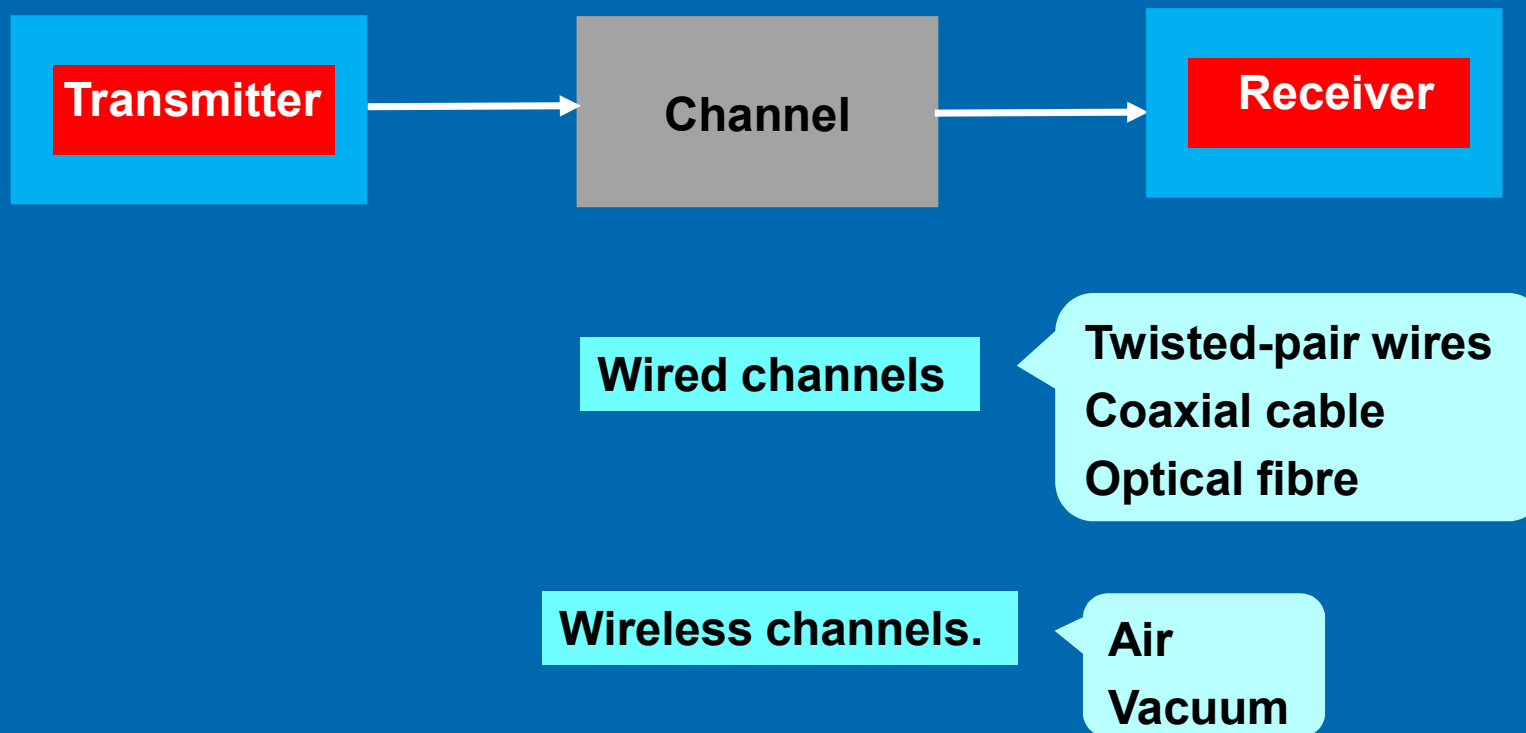 Transmitter
Channel
Receiver
Wired channels
Twisted-pair wires
Coaxial cable
Optical fibre
Wireless channels.
Air
Vacuum